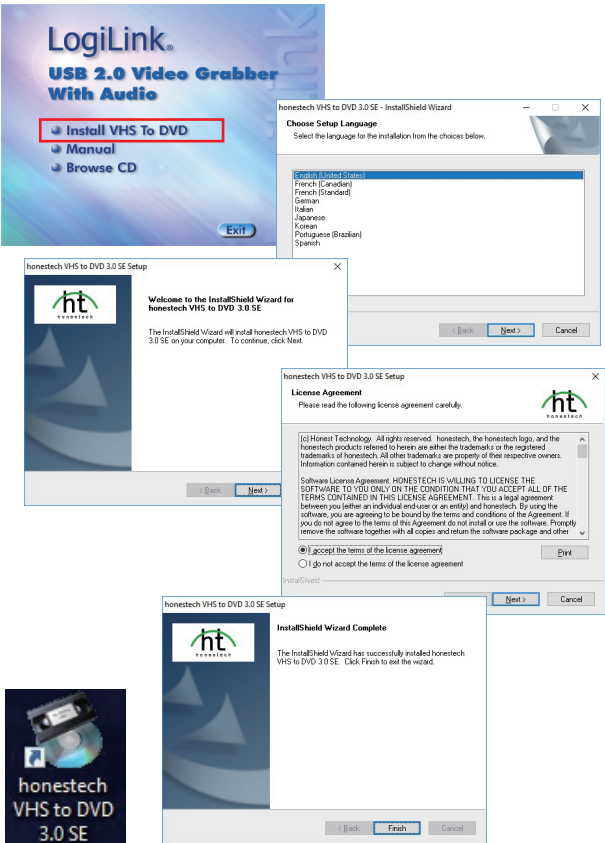 LogiLink®
USB 2.0 Video Grabber
With Audio
Install VHS To DVD
Manual
Browse CD
Exit
honestech VHS to DVD 3.0 SE - InstallShield Wizard
Choose Setup Language
Select the language for the installation from the choices below.
English (United States)
French (Canadian)
French (Standard)
German
Italian
Japanese
Korean
Portuguese (Brazilian)
Spanish
< Back
Next >
Cancel
honestech VHS to DVD 3.0 SE Setup
ht
honestech
Welcome to the InstallShield Wizard for
honestech VHS to DVD 3.0 SE
The InstallShield Wizard will install honestech VHS to DVD
3.0 SE on your computer. To continue, click Next.
< Back
Next >
honestech VHS to DVD 3.0 SE Setup
License Agreement
Please read the following license agreement carefully.
ht
honestech
(c) Honest Technology. All rights reserved. honestech, the honestech logo, and the
honestech products referred to herein are either the trademarks or the registered
trademarks of honestech. All other trademarks are property of their respective owners.
Information contained herein is subject to change without notice.
Software License Agreement. HONESTECH IS WILLING TO LICENSE THE
SOFTWARE TO YOU ONLY ON THE CONDITION THAT YOU ACCEPT ALL OF THE
TERMS CONTAINED IN THIS LICENSE AGREEMENT. This is a legal agreement
between you (either an individual end-user or an entity) and honestech. By using the
software, you are agreeing to be bound by the terms and conditions of the Agreement. If
you do not agree to the terms of this Agreement do not install or use the software. Promptly
remove the software together with all copies and return the software package and other
I accept the terms of the license agreement
Print
I do not accept the terms of the license agreement
InstallShield
Next >
Cancel
honestech VHS to DVD 3.0 SE Setup
ht
honestech
InstallShield Wizard Complete
The InstallShield Wizard has successfully installed honestech
VHS to DVD 3.0 SE. Click Finish to exit the wizard.
< Back
Finish
Cancel
honestech
VHS to DVD
3.0 SE